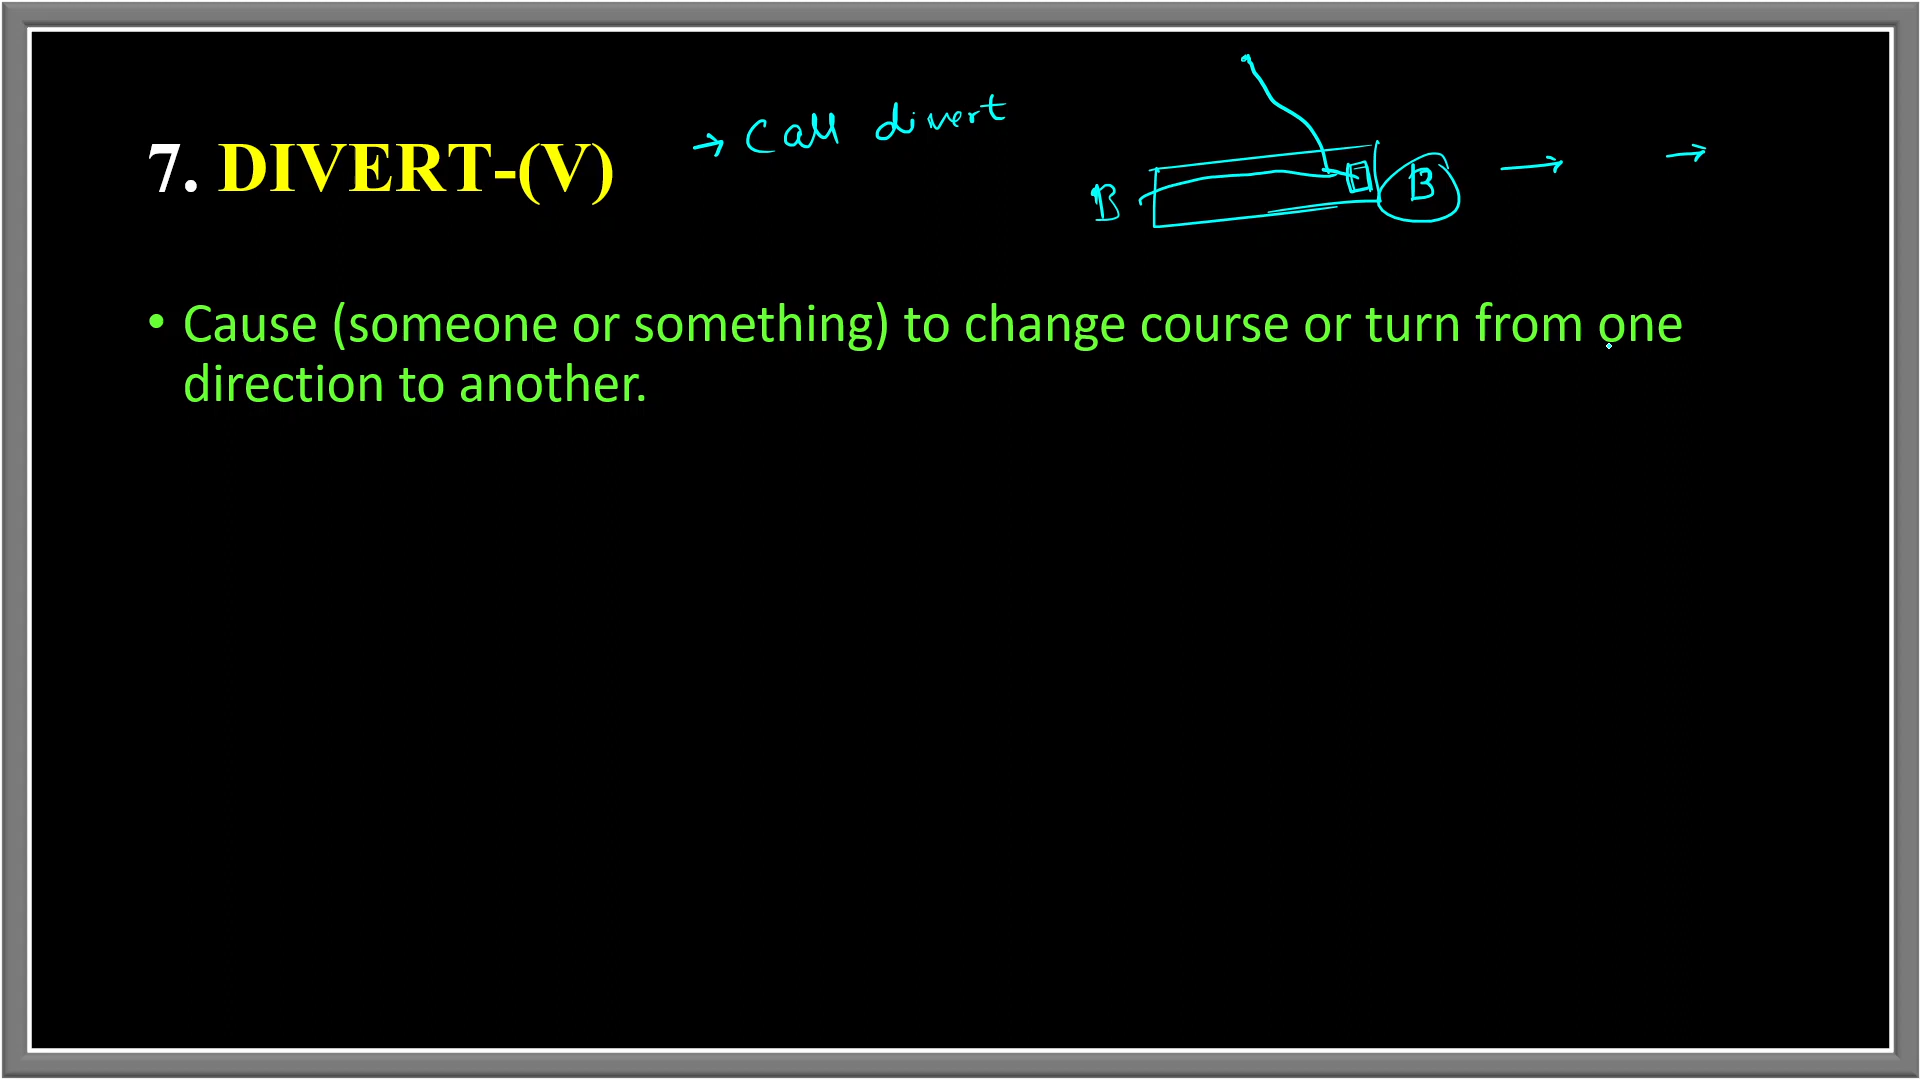 7. DIVERT-(V) → Call divert
B B → →
• Cause (someone or something) to change course or turn from one
direction to another.